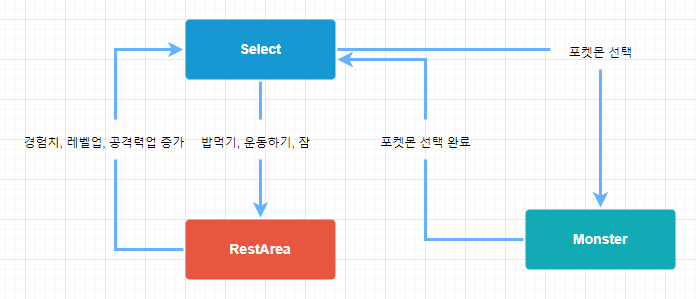 Select
포켓몬 선택
경험치, 레벨업, 공격력업 증가
밥먹기, 운동하기, 잠
포켓몬 선택 완료
RestArea
Monster